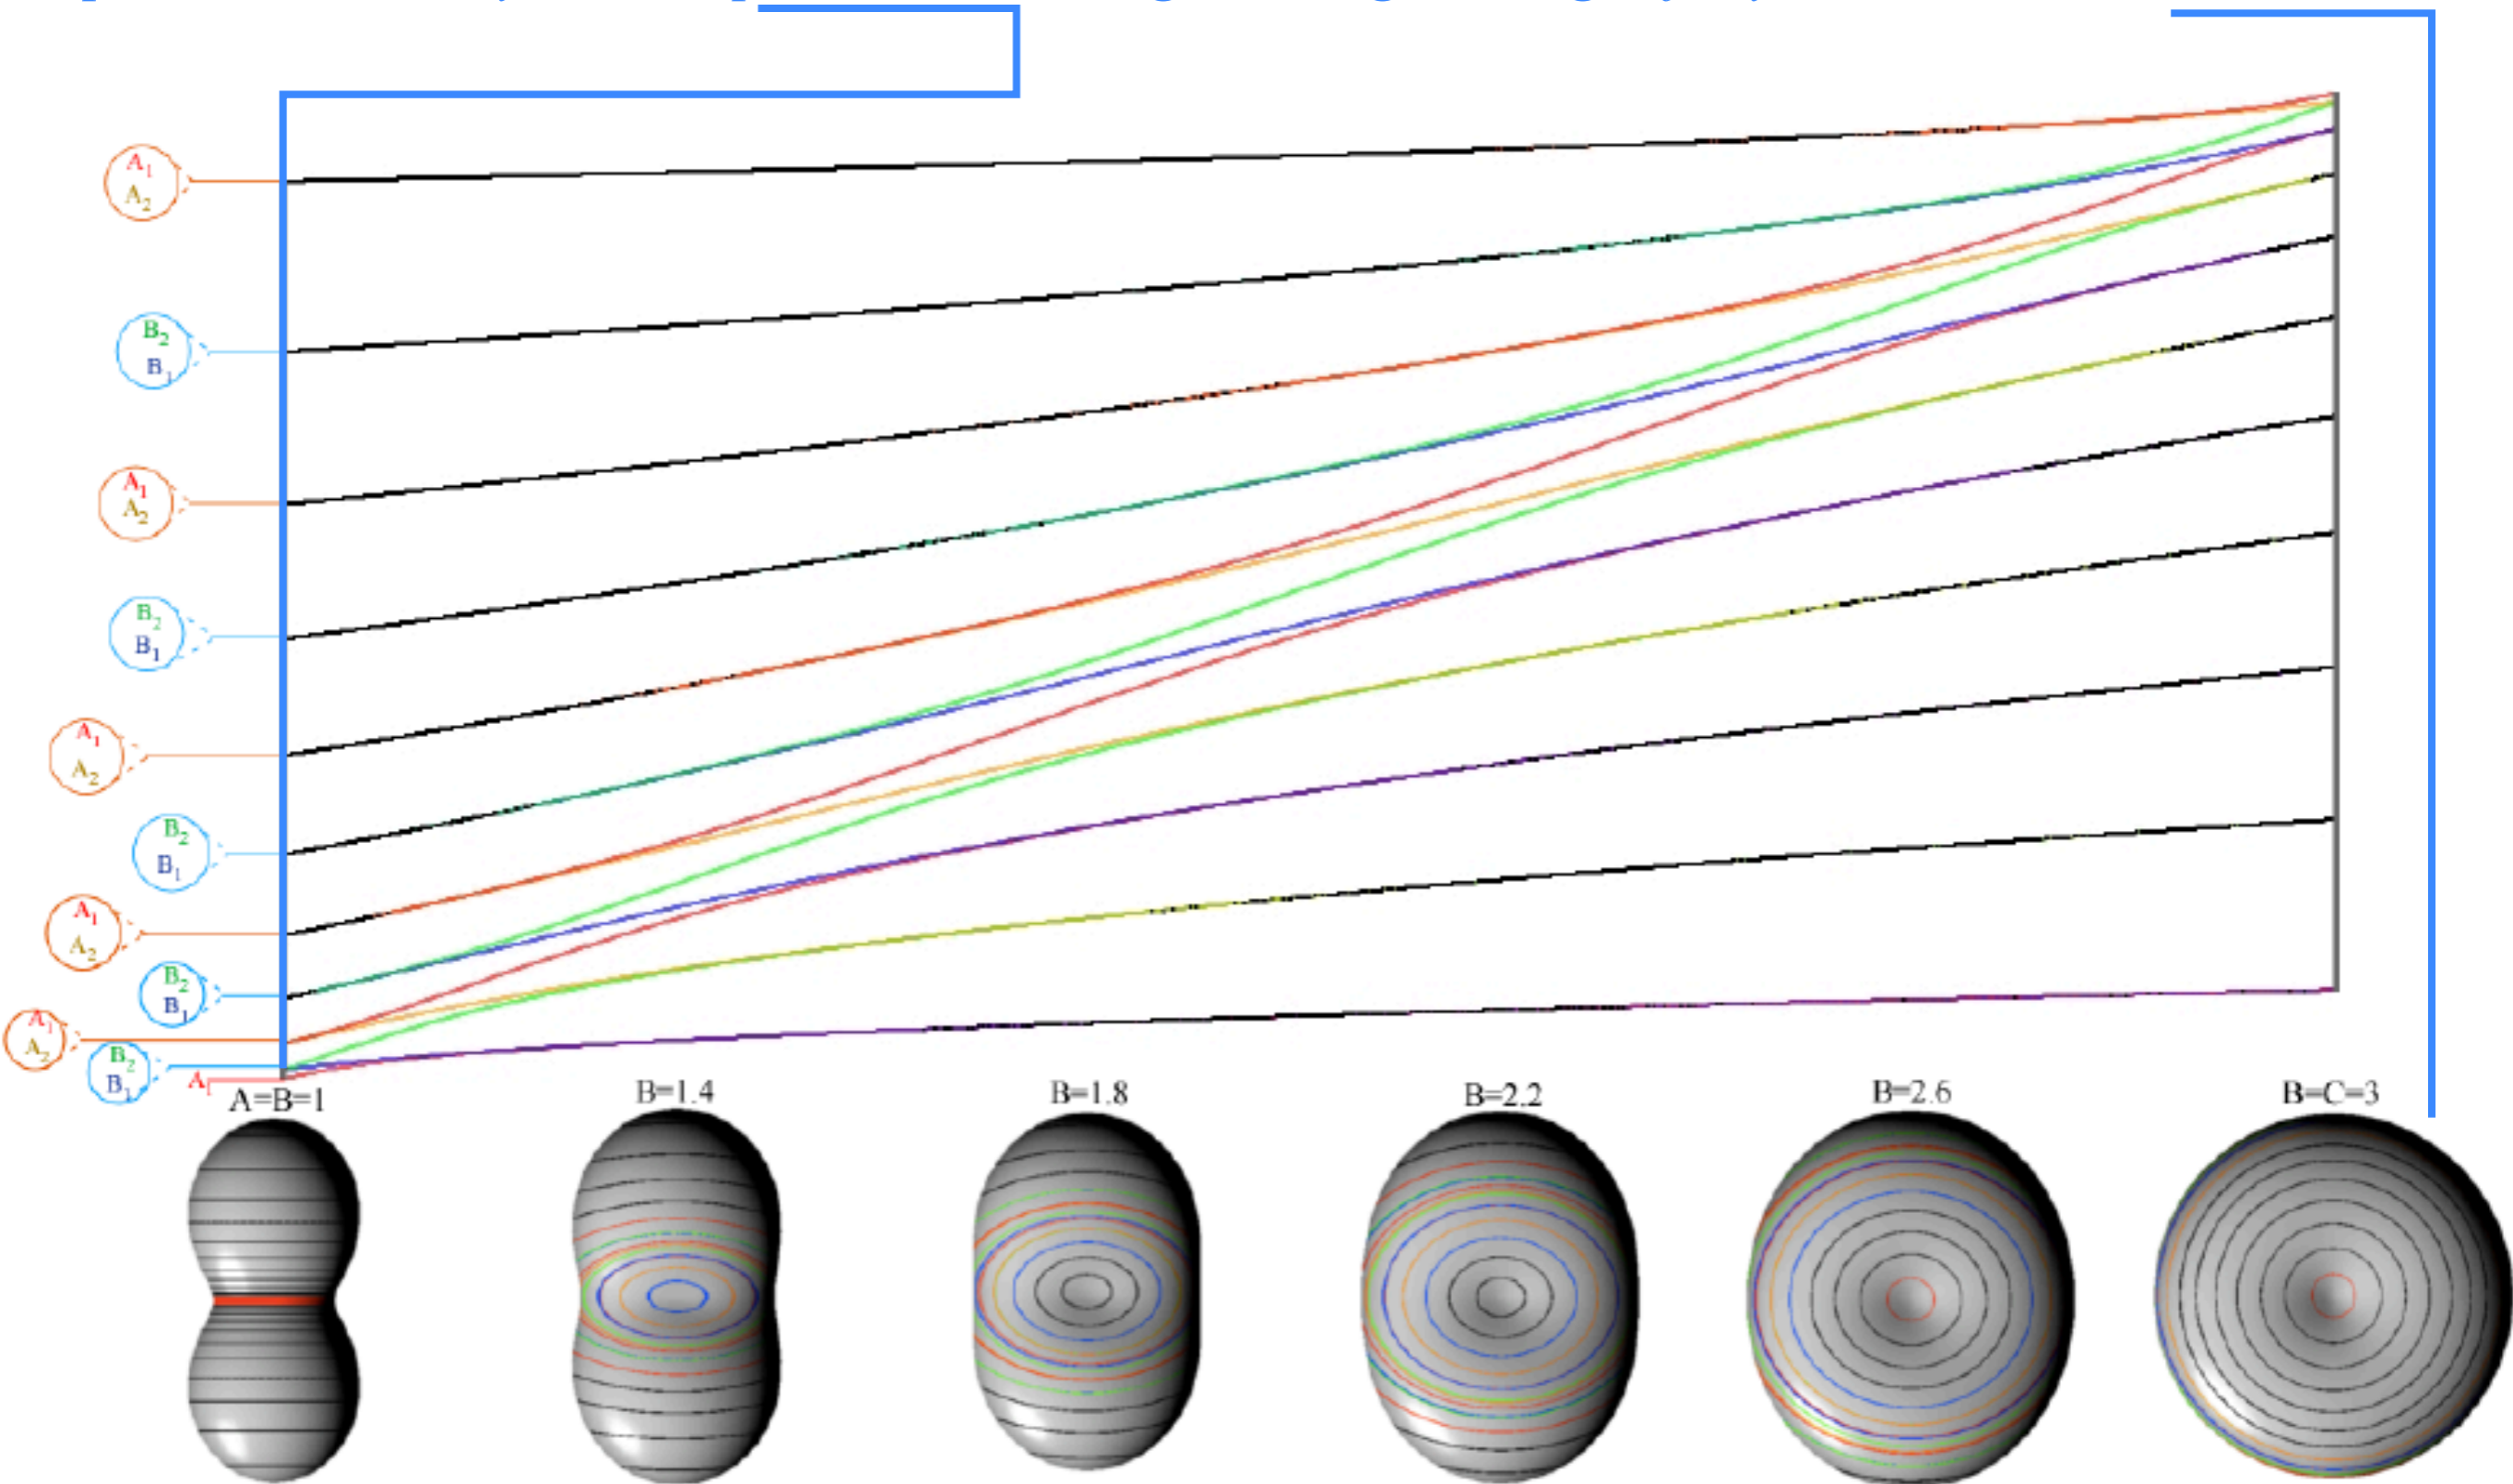 A₁
A₂
B₂
B₁
A₁
A₂
B₂
B₁
A₁
A₂
B₂
B₁
A₁
A₂
B₂
B₁
A₁
A₂
B₂
B₁
A₁
A=B=1
B=1.4
B=1.8
B=2.2
B=2.6
B=C=3